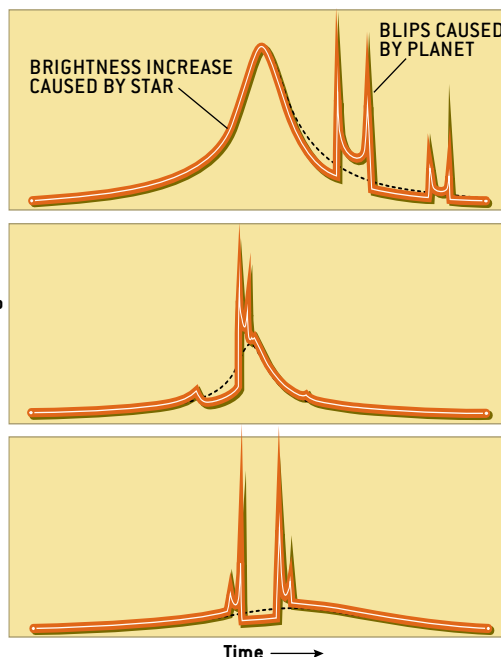 BLIPS CAUSED
BY PLANET
BRIGHTNESS INCREASE
CAUSED BY STAR
Time